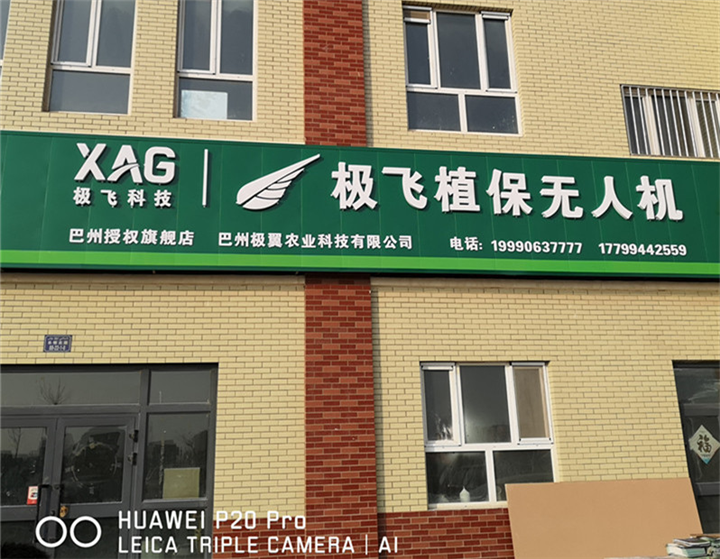 XAG
极飞科技
极飞植保无人机
巴州授权旗舰店 巴州极翼农业科技有限公司 电话: 19990637777 17799442559
福
HUAWEI P20 Pro
LEICA TRIPLE CAMERA | AI